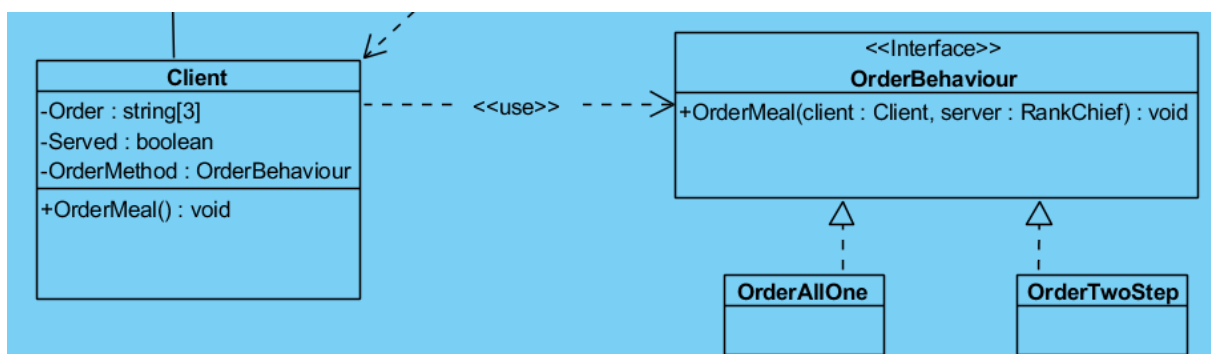 Client
-Order : string[3]
-Served : boolean
-OrderMethod : OrderBehaviour
+OrderMeal() : void
<<use>>
<<Interface>>
OrderBehaviour
+OrderMeal(client : Client, server : RankChief) : void
OrderAllOne
OrderTwoStep